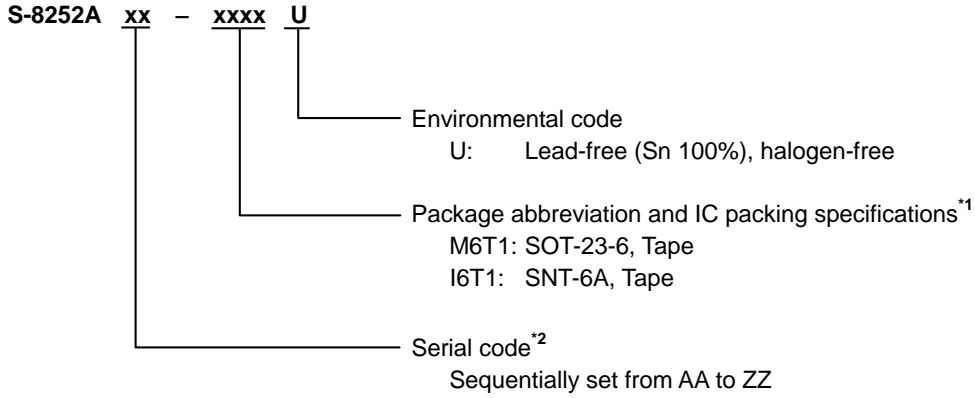 S-8252A xx – xxxx U
Environmental code
U: Lead-free (Sn 100%), halogen-free
Package abbreviation and IC packing specifications*1
M6T1: SOT-23-6, Tape
I6T1: SNT-6A, Tape
Serial code*2
Sequentially set from AA to ZZ